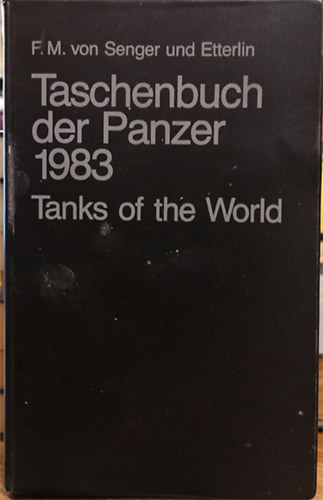 F. M. von Senger und Etterlin
Taschenbuch
der Panzer
1983
Tanks of the World